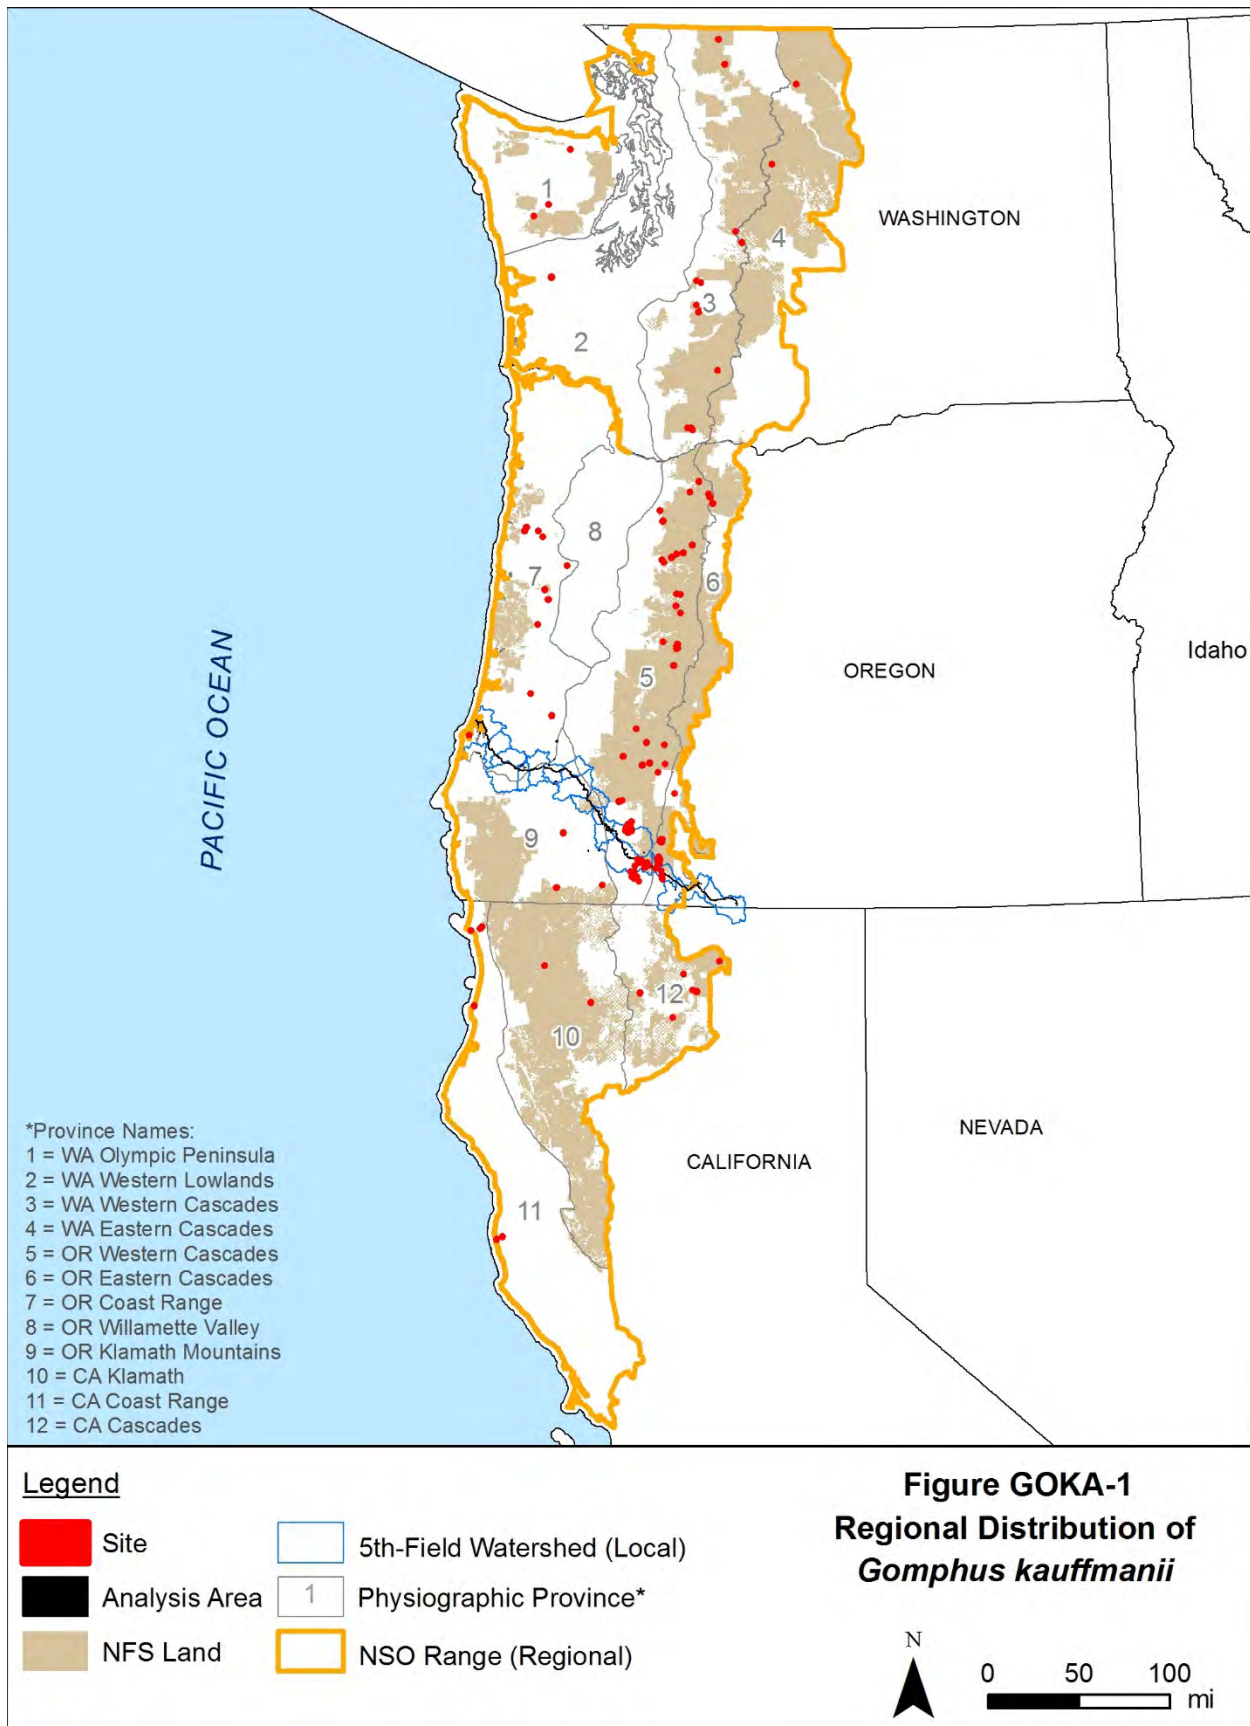 WASHINGTON
1
4
3
2
8
7
6
5
OREGON
Idaho
PACIFIC OCEAN
9
12
10
11
NEVADA
CALIFORNIA
*Province Names:
1 = WA Olympic Peninsula
2 = WA Western Lowlands
3 = WA Western Cascades
4 = WA Eastern Cascades
5 = OR Western Cascades
6 = OR Eastern Cascades
7 = OR Coast Range
8 = OR Willamette Valley
9 = OR Klamath Mountains
10 = CA Klamath
11 = CA Coast Range
12 = CA Cascades
Legend
Site
Analysis Area
NFS Land
5th-Field Watershed (Local)
1 Physiographic Province*
NSO Range (Regional)
Figure GOKA-1
Regional Distribution of
Gomphus kauffmanii
N
0 50 100
mi